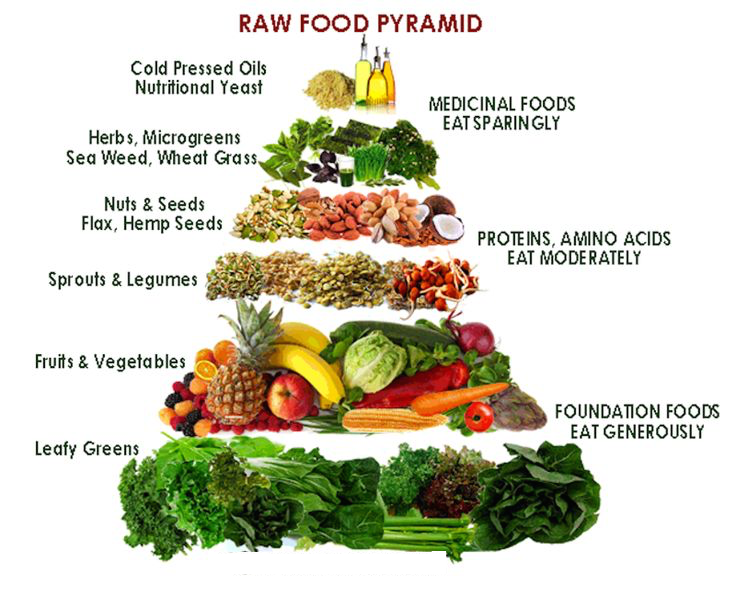 RAW FOOD PYRAMID
Cold Pressed Oils
Nutritional Yeast
MEDICINAL FOODS
EAT SPARINGLY
Herbs, Microgreens
Sea Weed, Wheat Grass
Nuts & Seeds
Flax, Hemp Seeds
PROTEINS, AMINO ACIDS
EAT MODERATELY
Sprouts & Legumes
Fruits & Vegetables
FOUNDATION FOODS
EAT GENEROUSLY
Leafy Greens